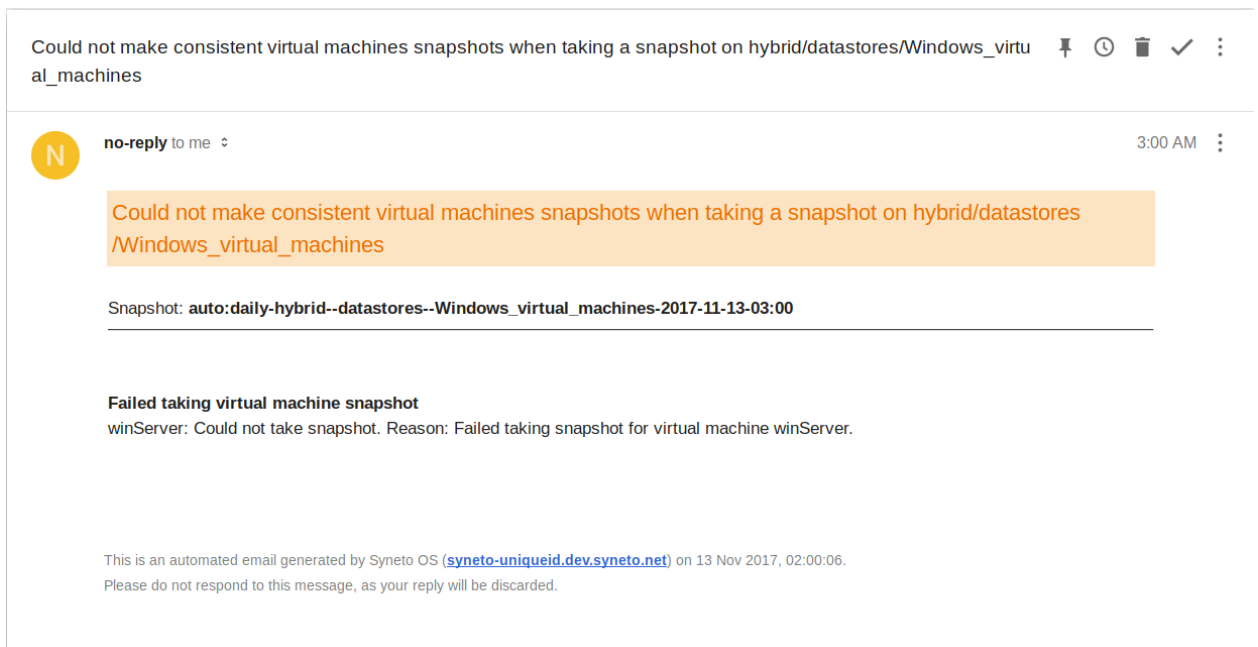 Could not make consistent virtual machines snapshots when taking a snapshot on hybrid/datastores/Windows_virtu
al_machines
N
no-reply to me
3:00 AM
Could not make consistent virtual machines snapshots when taking a snapshot on hybrid/datastores
/Windows_virtual_machines
Snapshot: auto:daily-hybrid--datastores--Windows_virtual_machines-2017-11-13-03:00
Failed taking virtual machine snapshot
winServer: Could not take snapshot. Reason: Failed taking snapshot for virtual machine winServer.
This is an automated email generated by Syneto OS (syneto-uniqueid.dev.syneto.net) on 13 Nov 2017, 02:00:06.
Please do not respond to this message, as your reply will be discarded.